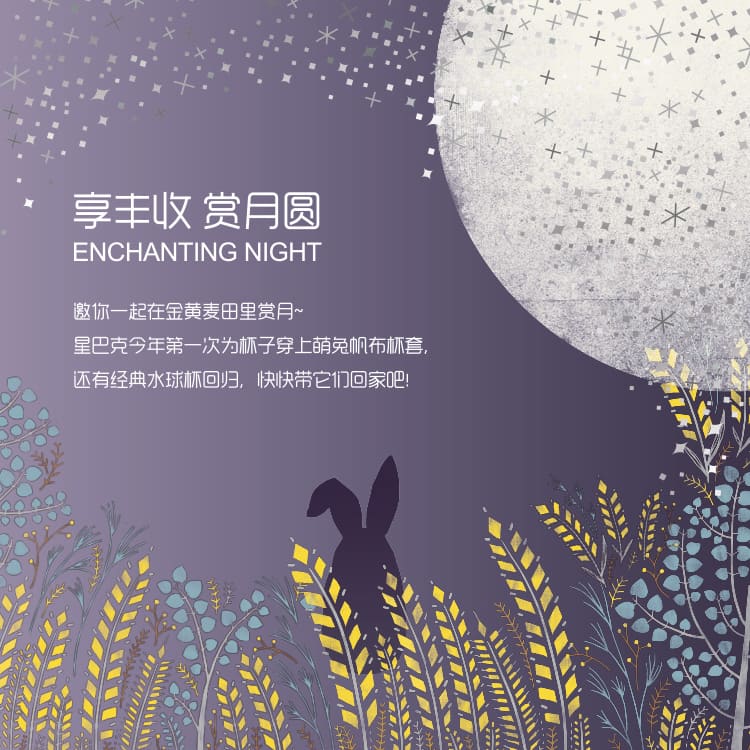 享丰收 赏月圆
ENCHANTING NIGHT
邀你一起在金黄麦田里赏月~
星巴克今年第一次为杯子穿上萌兔帆布杯套,
还有经典水球杯回归, 快快带它们回家吧!